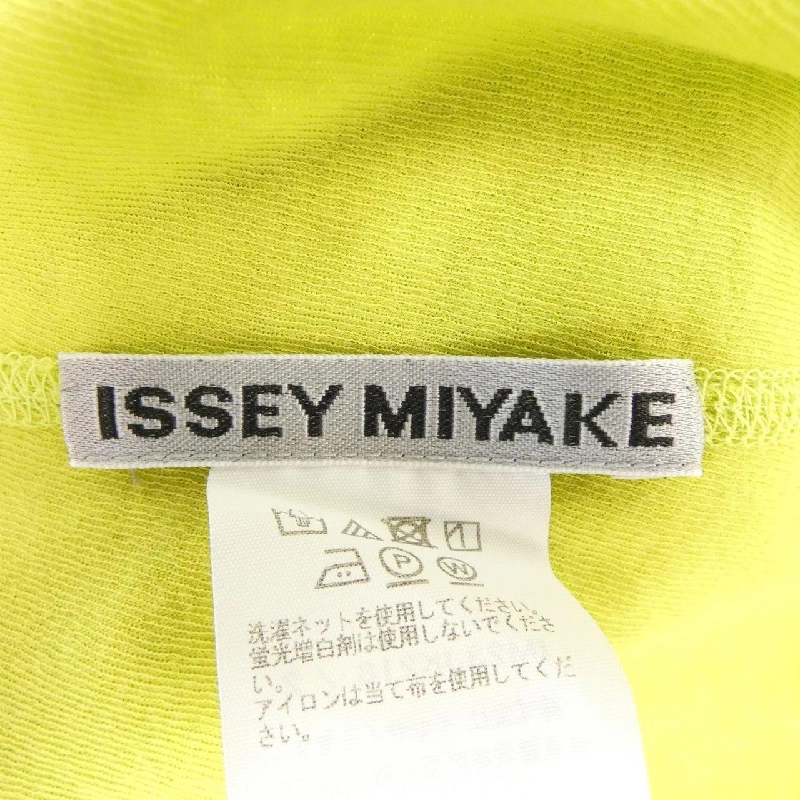 ISSEY MIYAKE
P
W
洗濯ネットを使用してください。
蛍光増白剤は使用しないでくださ
い。
アイロンは当て布を使用してくだ
さい。